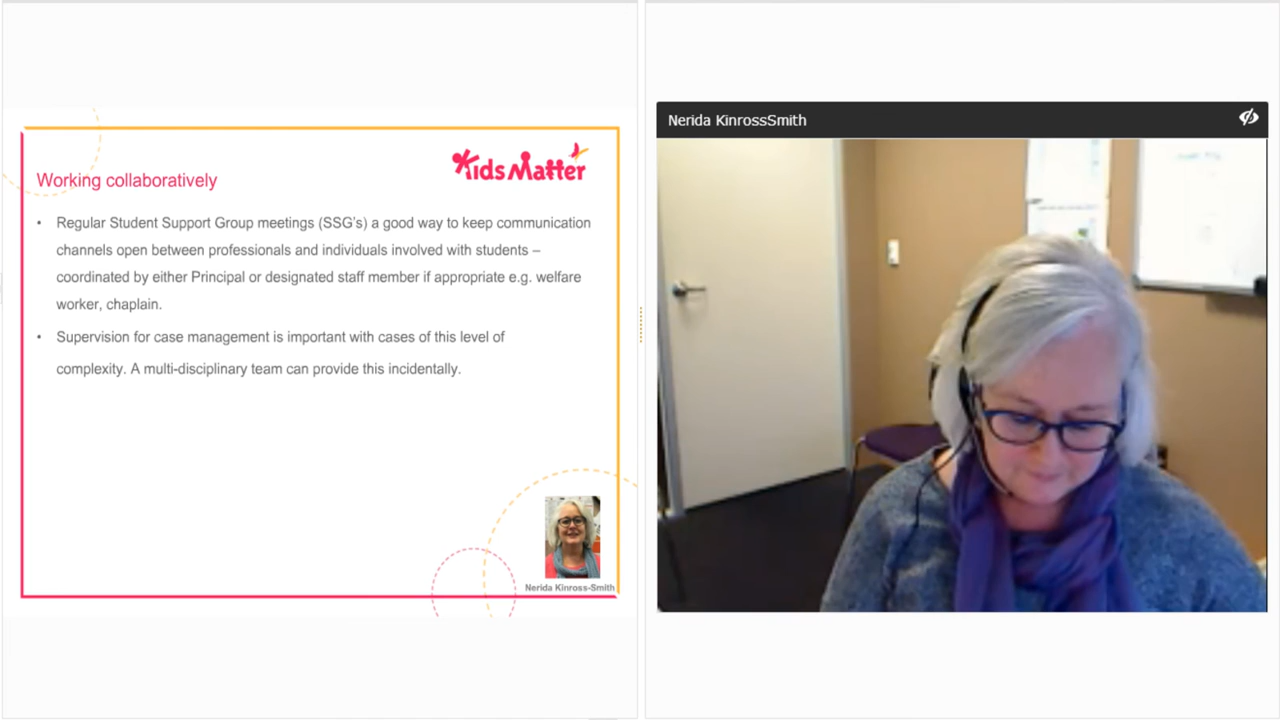 KidsMatter
Working collaboratively
• Regular Student Support Group meetings (SSG's) a good way to keep communication
channels open between professionals and individuals involved with students –
coordinated by either Principal or designated staff member if appropriate e.g. welfare
worker, chaplain.
• Supervision for case management is important with cases of this level of
complexity. A multi-disciplinary team can provide this incidentally.
Nerida Kinross-Smith
Nerida KinrossSmith